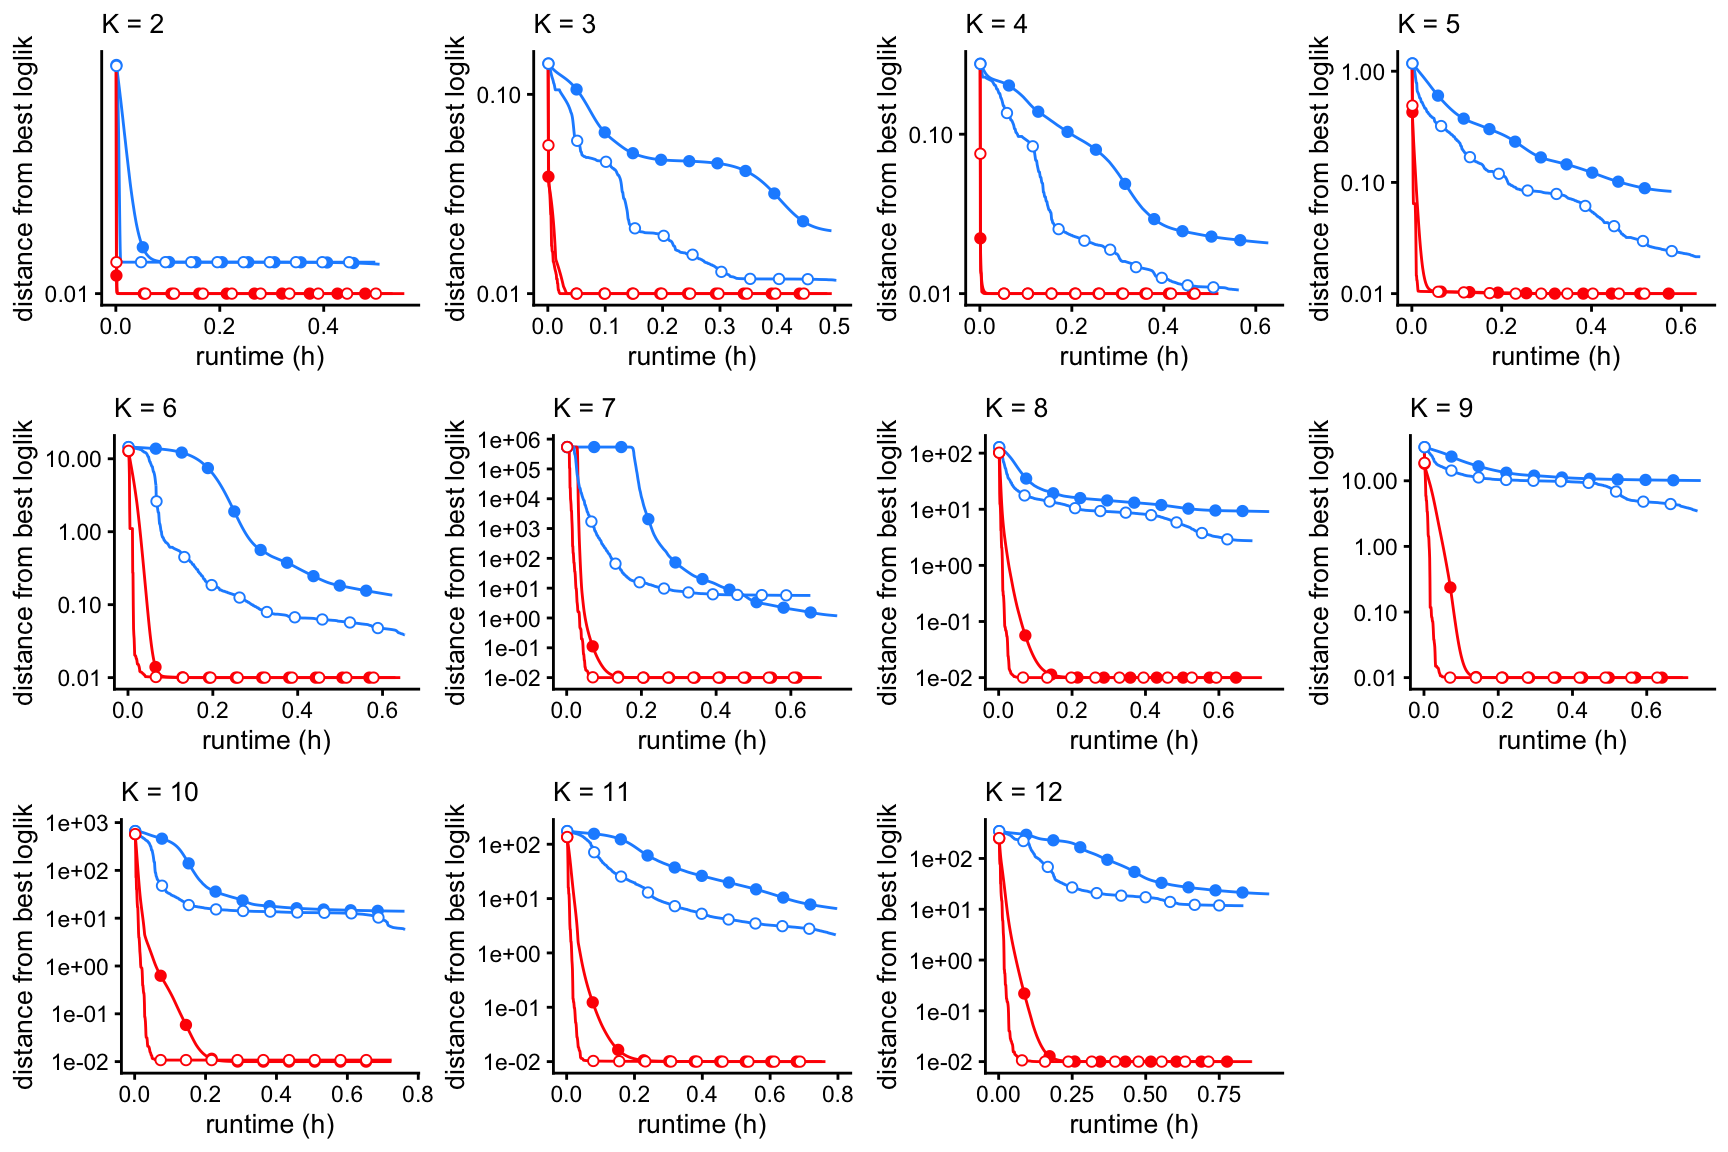 K = 2
distance from best loglik
0.01
0.0 0.2 0.4
runtime (h)
K = 3
distance from best loglik
0.10
0.01
0.0 0.1 0.2 0.3 0.4 0.5
runtime (h)
K = 4
distance from best loglik
0.10
0.01
0.0 0.2 0.4 0.6
runtime (h)
K = 5
distance from best loglik
1.00
0.10
0.01
0.0 0.2 0.4 0.6
runtime (h)
K = 6
distance from best loglik
10.00
1.00
0.10
0.01
0.0 0.2 0.4 0.6
runtime (h)
K = 7
distance from best loglik
1e+06
1e+05
1e+04
1e+03
1e+02
1e+01
1e+00
1e-01
1e-02
0.0 0.2 0.4 0.6
runtime (h)
K = 8
distance from best loglik
1e+02
1e+01
1e+00
1e-01
1e-02
0.0 0.2 0.4 0.6
runtime (h)
K = 9
distance from best loglik
10.00
1.00
0.10
0.01
0.0 0.2 0.4 0.6
runtime (h)
K = 10
distance from best loglik
1e+03
1e+02
1e+01
1e+00
1e-01
1e-02
0.0 0.2 0.4 0.6 0.8
runtime (h)
K = 11
distance from best loglik
1e+02
1e+01
1e+00
1e-01
1e-02
0.0 0.2 0.4 0.6 0.8
runtime (h)
K = 12
distance from best loglik
1e+02
1e+01
1e+00
1e-01
1e-02
0.00 0.25 0.50 0.75
runtime (h)